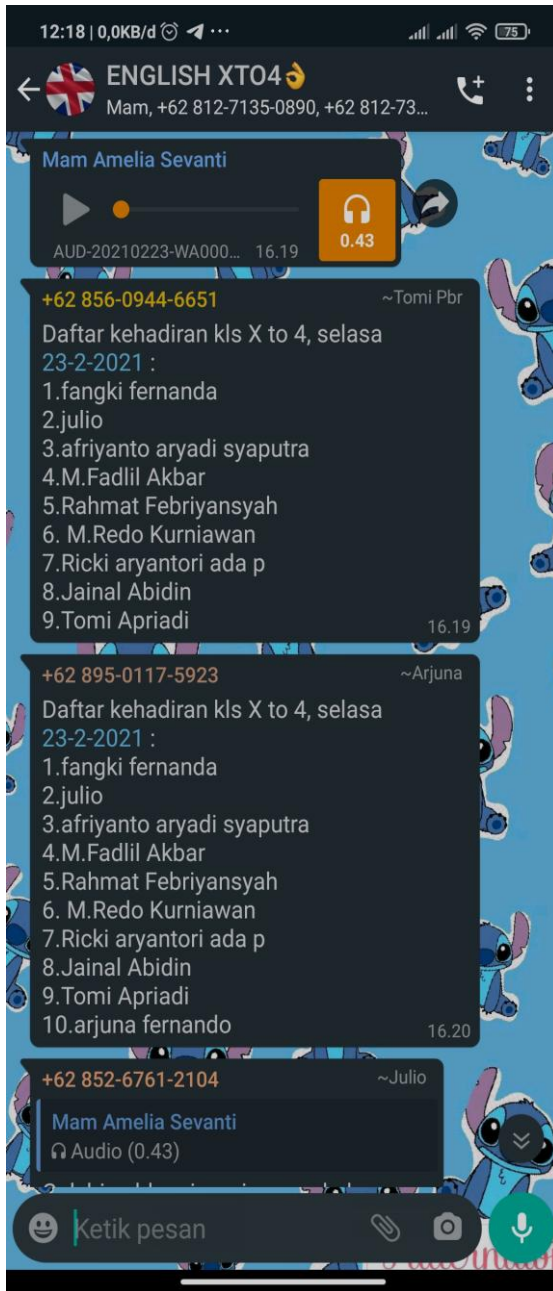 12:18 | 0,0KB/d
75
ENGLISH XTO4👌
Mam, +62 812-7135-0890, +62 812-73...
Mam Amelia Sevanti
0.43
AUD-20210223-WA000... 16.19
+62 856-0944-6651 ~Tomi Pbr
Daftar kehadiran kls X to 4, selasa
23-2-2021 :
1.fangki fernanda
2.julio
3.afriyanto aryadi syaputra
4.M.Fadlil Akbar
5.Rahmat Febriyansyah
6. M.Redo Kurniawan
7.Ricki aryantori ada p
8.Jainal Abidin
9.Tomi Apriadi
16.19
+62 895-0117-5923 ~Arjuna
Daftar kehadiran kls X to 4, selasa
23-2-2021 :
1.fangki fernanda
2.julio
3.afriyanto aryadi syaputra
4.M.Fadlil Akbar
5.Rahmat Febriyansyah
6. M.Redo Kurniawan
7.Ricki aryantori ada p
8.Jainal Abidin
9.Tomi Apriadi
10.arjuna fernando
16.20
+62 852-6761-2104 ~Julio
Mam Amelia Sevanti
Audio (0.43)
Ketik pesan